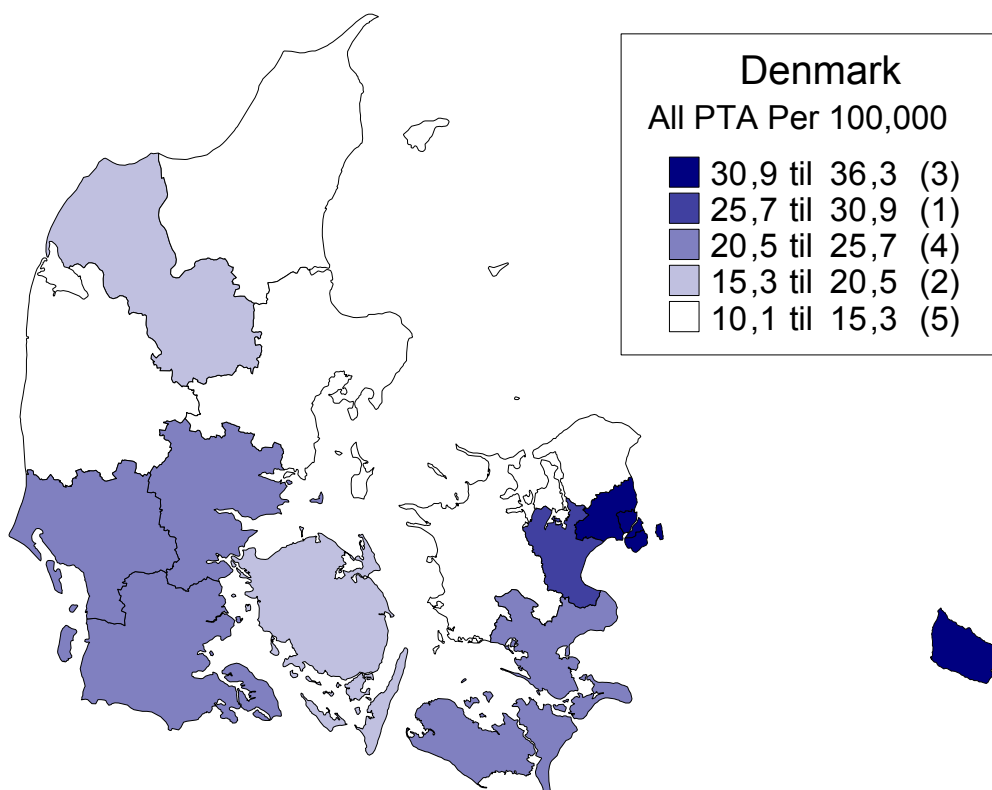 Denmark
All PTA Per 100,000
30,9 til 36,3 (3)
25,7 til 30,9 (1)
20,5 til 25,7 (4)
15,3 til 20,5 (2)
10,1 til 15,3 (5)